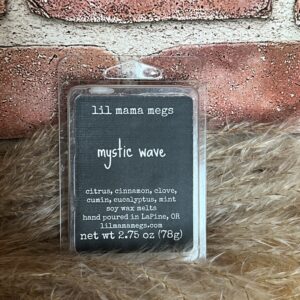 lil mama megs
mystic wave
citrus, cinnamon, clove,
cumin, eucalyptus, mint
soy wax melts
hand poured in LaPine, OR
lilmamamegs.com
net wt 2.75 oz (78g)